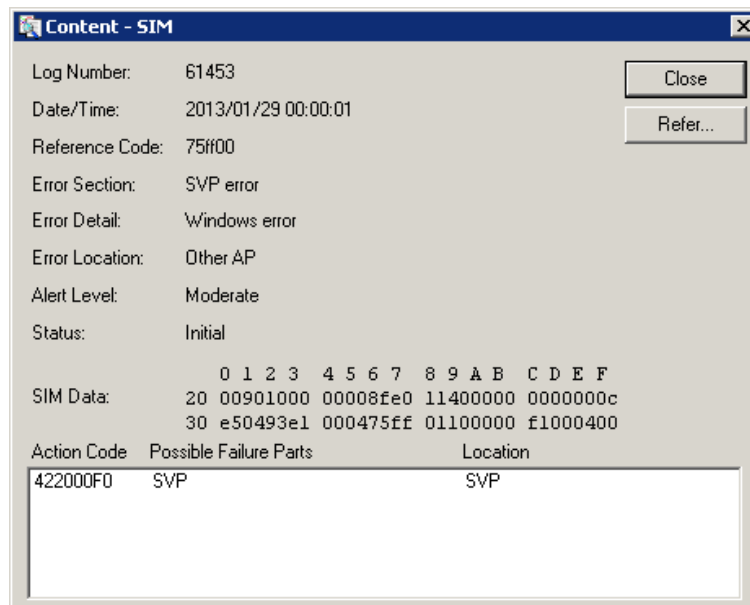 Content - SIM
Log Number: 61453
Close
Date/Time: 2013/01/29 00:00:01
Refer...
Reference Code: 75ff00
Error Section: SVP error
Error Detail: Windows error
Error Location: Other AP
Alert Level: Moderate
Status: Initial
0 1 2 3 4 5 6 7 8 9 A B C D E F
SIM Data: 20 00901000 00008fe0 11400000 0000000c
30 e50493e1 000475ff 01100000 f1000400
Action Code Possible Failure Parts Location
422000F0 SVP SVP